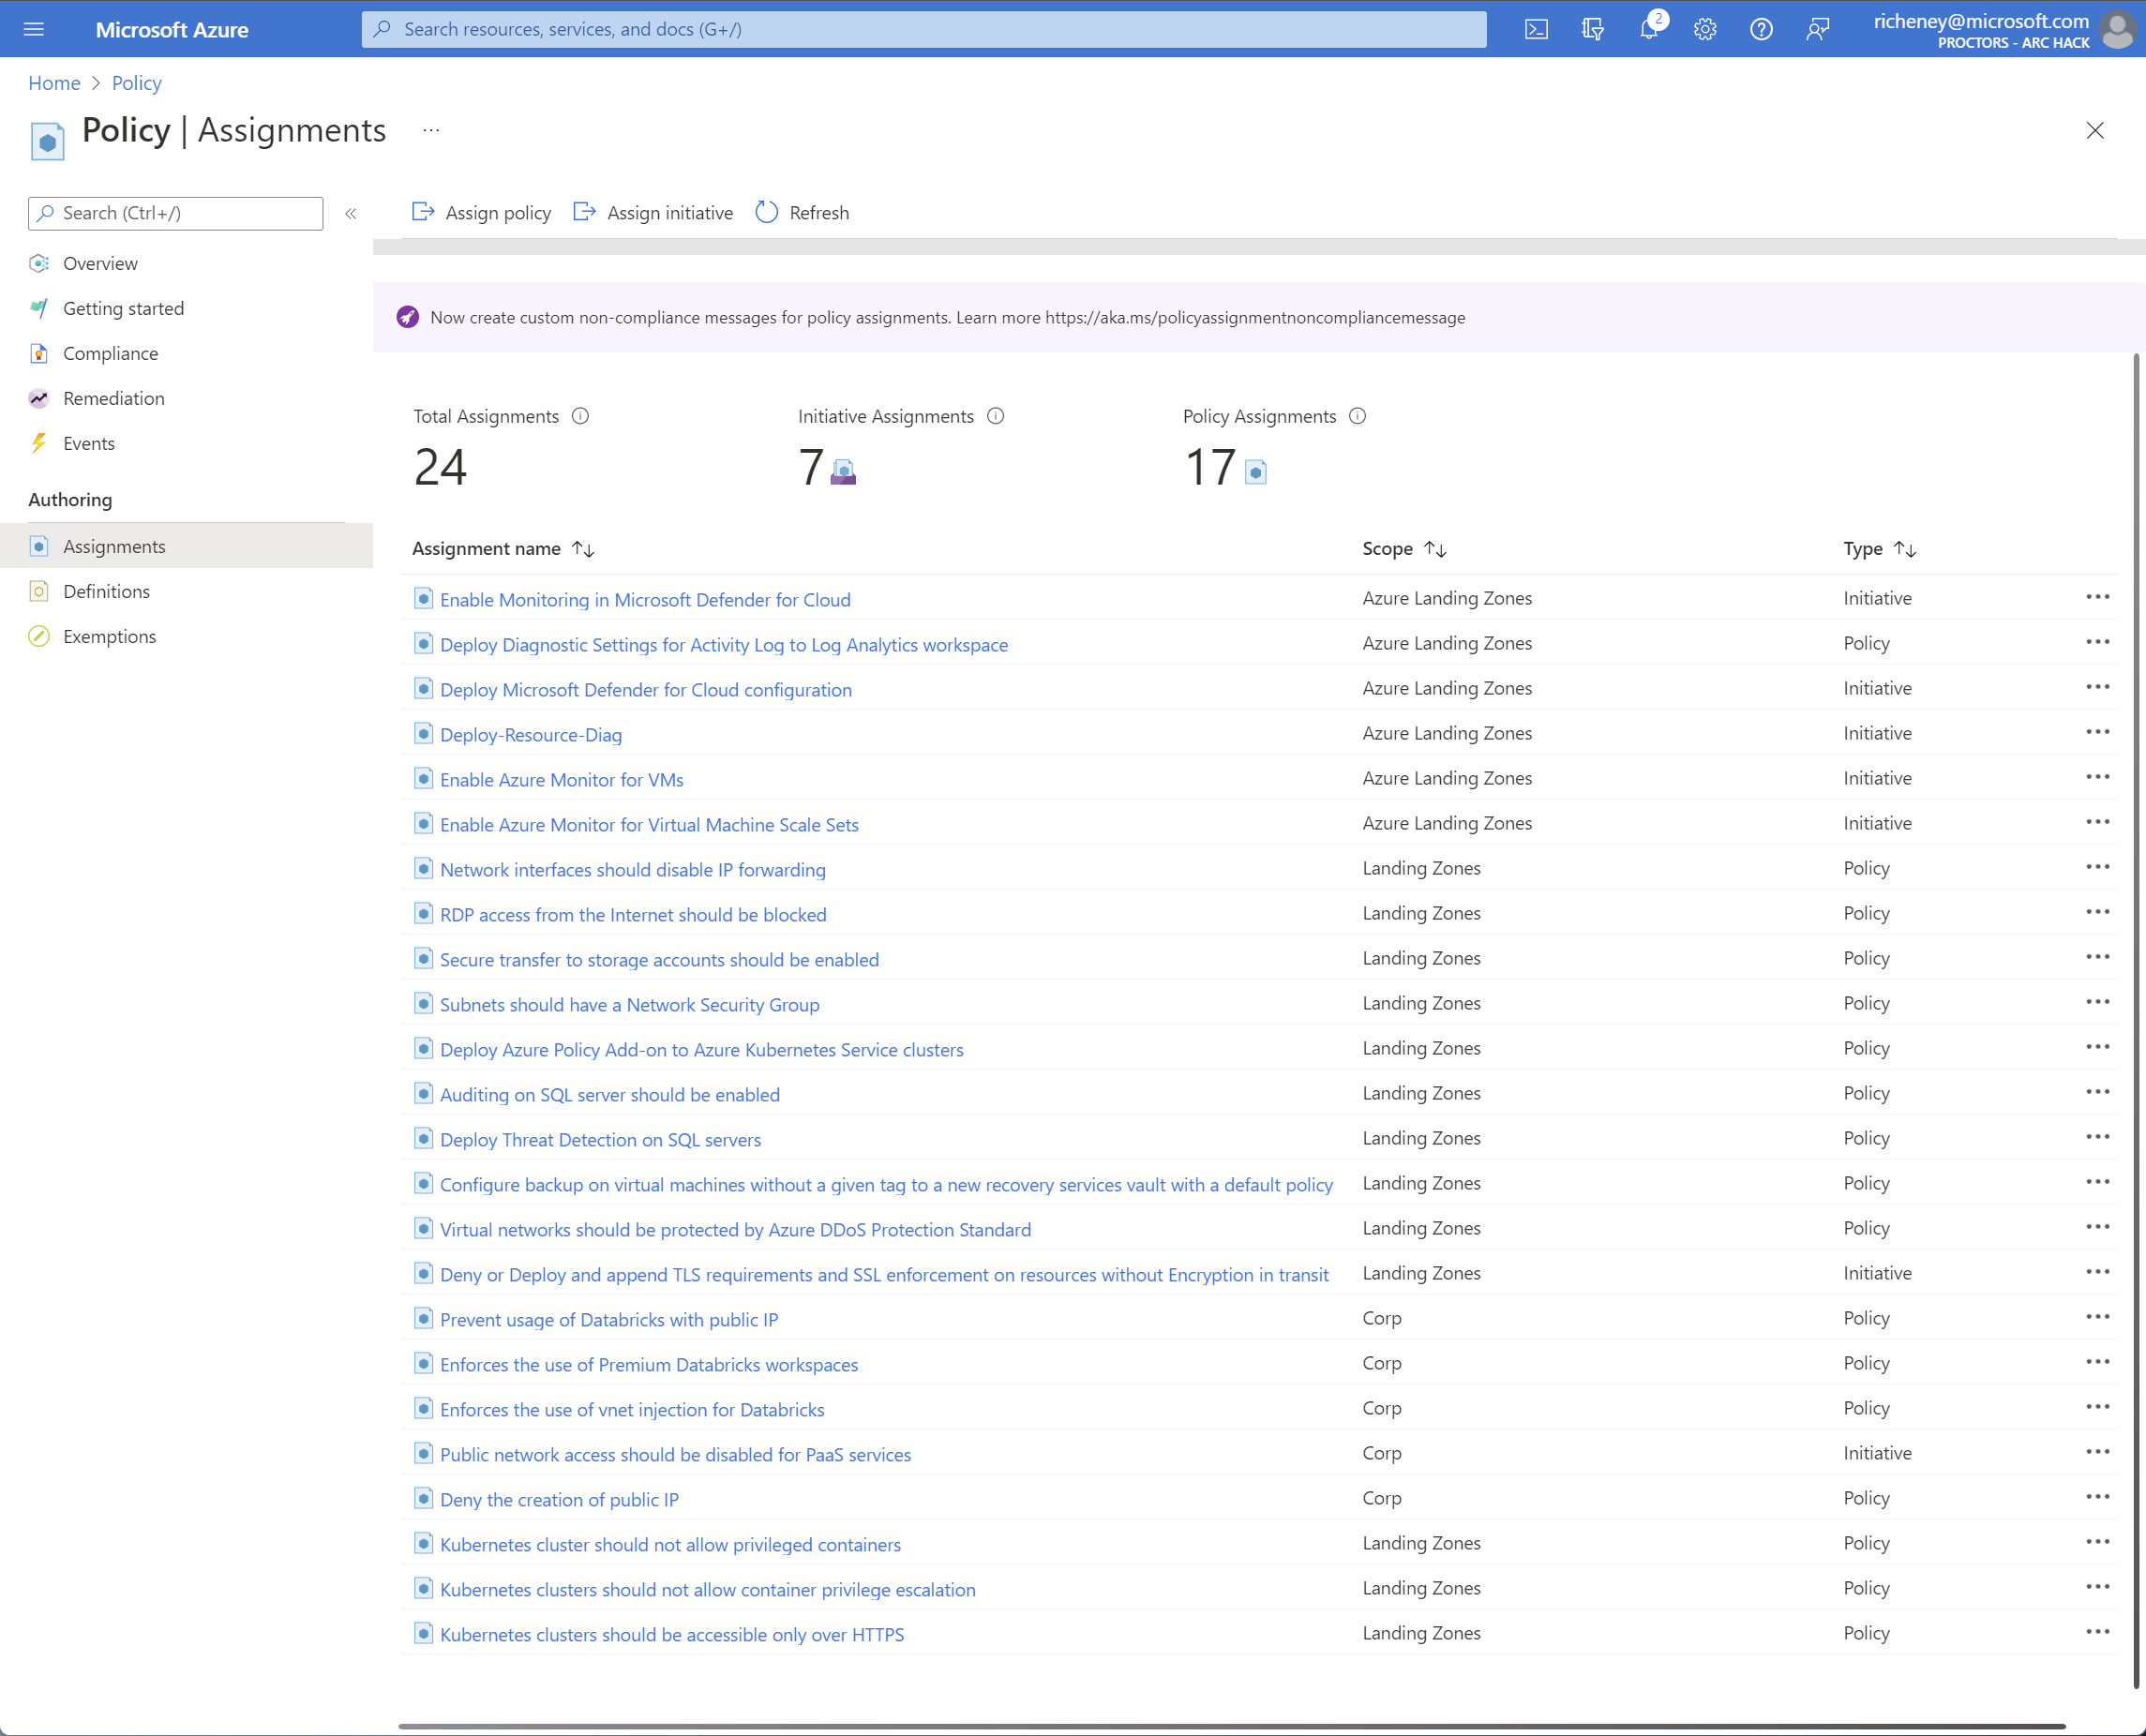 Microsoft Azure
Search resources, services, and docs (G+/)
2
richeney@microsoft.com
PROCTORS - ARC HACK
Home > Policy
Policy | Assignments ...
Search (Ctrl+/) «
Assign policy Assign initiative Refresh
Overview
Getting started
Compliance
Remediation
Events
Authoring
Assignments
Definitions
Exemptions
Now create custom non-compliance messages for policy assignments. Learn more https://aka.ms/policyassignmentnoncompliancemessage
Total Assignments Initiative Assignments Policy Assignments
24 7 17
Assignment name ↑↓ Scope ↑↓ Type ↑↓
Enable Monitoring in Microsoft Defender for Cloud Azure Landing Zones Initiative ...
Deploy Diagnostic Settings for Activity Log to Log Analytics workspace Azure Landing Zones Policy ...
Deploy Microsoft Defender for Cloud configuration Azure Landing Zones Initiative ...
Deploy-Resource-Diag Azure Landing Zones Initiative ...
Enable Azure Monitor for VMs Azure Landing Zones Initiative ...
Enable Azure Monitor for Virtual Machine Scale Sets Azure Landing Zones Initiative ...
Network interfaces should disable IP forwarding Landing Zones Policy ...
RDP access from the Internet should be blocked Landing Zones Policy ...
Secure transfer to storage accounts should be enabled Landing Zones Policy ...
Subnets should have a Network Security Group Landing Zones Policy ...
Deploy Azure Policy Add-on to Azure Kubernetes Service clusters Landing Zones Policy ...
Auditing on SQL server should be enabled Landing Zones Policy ...
Deploy Threat Detection on SQL servers Landing Zones Policy ...
Configure backup on virtual machines without a given tag to a new recovery services vault with a default policy Landing Zones Policy ...
Virtual networks should be protected by Azure DDoS Protection Standard Landing Zones Policy ...
Deny or Deploy and append TLS requirements and SSL enforcement on resources without Encryption in transit Landing Zones Initiative ...
Prevent usage of Databricks with public IP Corp Policy ...
Enforces the use of Premium Databricks workspaces Corp Policy ...
Enforces the use of vnet injection for Databricks Corp Policy ...
Public network access should be disabled for PaaS services Corp Initiative ...
Deny the creation of public IP Corp Policy ...
Kubernetes cluster should not allow privileged containers Landing Zones Policy ...
Kubernetes clusters should not allow container privilege escalation Landing Zones Policy ...
Kubernetes clusters should be accessible only over HTTPS Landing Zones Policy ...